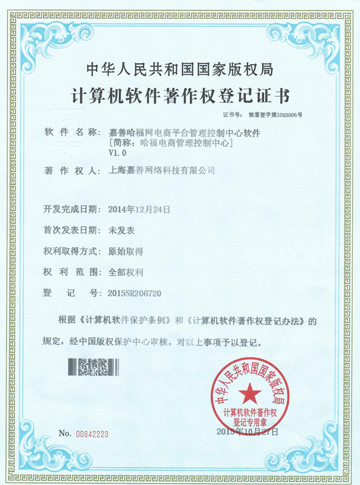 中华人民共和国国家版权局
计算机软件著作权登记证书
证书号： 软著登字第1093806号
软件名称： 嘉善哈福网电商平台管理控制中心软件
[简称：哈福电商管理控制中心]
V1.0
著作权人： 上海嘉善网络科技有限公司
开发完成日期： 2014年12月24日
首次发表日期： 未发表
权利取得方式： 原始取得
权利范围： 全部权利
登记号： 2015SR206720
根据《计算机软件保护条例》和《计算机软件著作权登记办法》的
规定，经中国版权保护中心审核，对以上事项予以登记。
中华人民共和国国家版权局
计算机软件著作权
登记专用章
No. 00842223
2015年10月27日